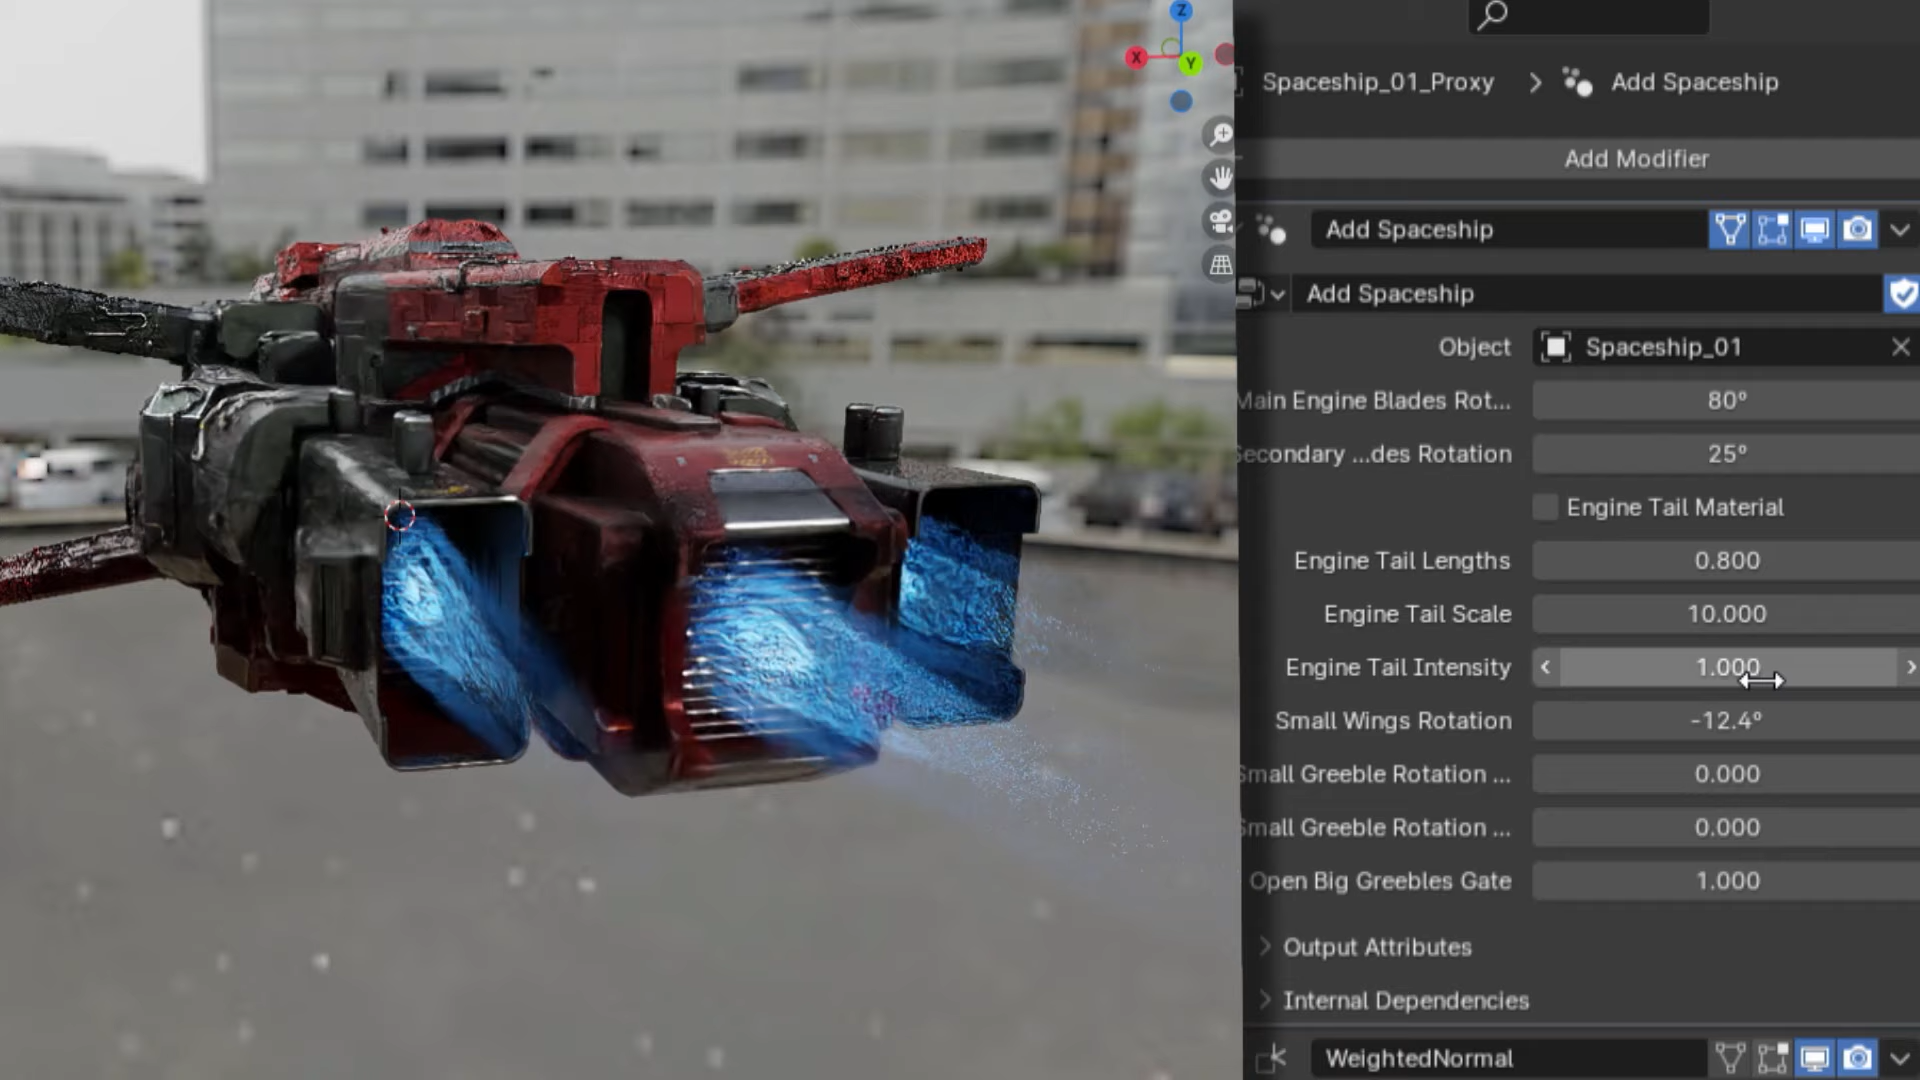 Z
X
Y
Spaceship_01_Proxy > Add Spaceship
Add Modifier
Add Spaceship
Add Spaceship
Object Spaceship_01
Main Engine Blades Rot... 80°
Secondary ...des Rotation 25°
Engine Tail Material
Engine Tail Lengths 0.800
Engine Tail Scale 10.000
Engine Tail Intensity 1.000
Small Wings Rotation -12.4°
Small Greeble Rotation ... 0.000
Small Greeble Rotation ... 0.000
Open Big Greebles Gate 1.000
Output Attributes
Internal Dependencies
WeightedNormal